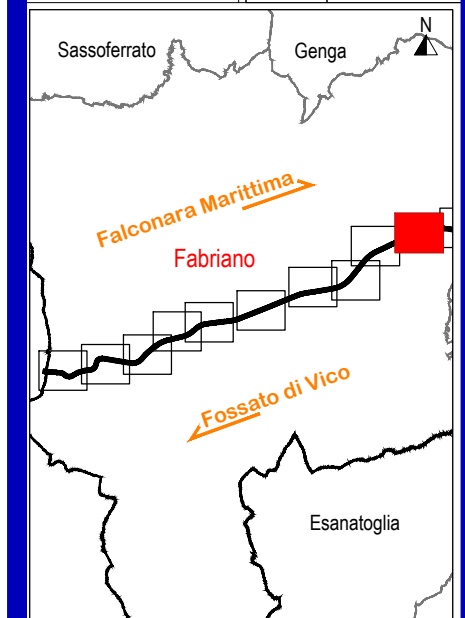 Sassoferrato
Genga
N
Falconara Marittima
Fabriano
Fossato di Vico
Esanatoglia